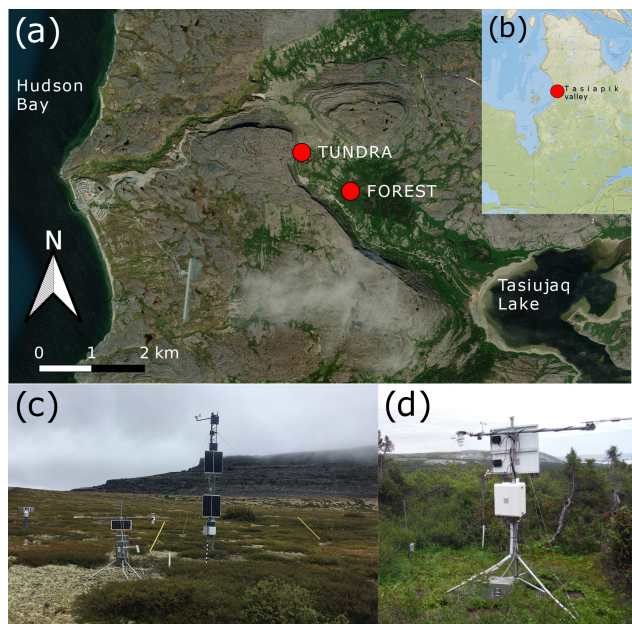 (a)
(b)
Hudson
Bay
Tasiapik
valley
TUNDRA
FOREST
N
Tasiujaq
Lake
0 1 2 km
(c)
(d)